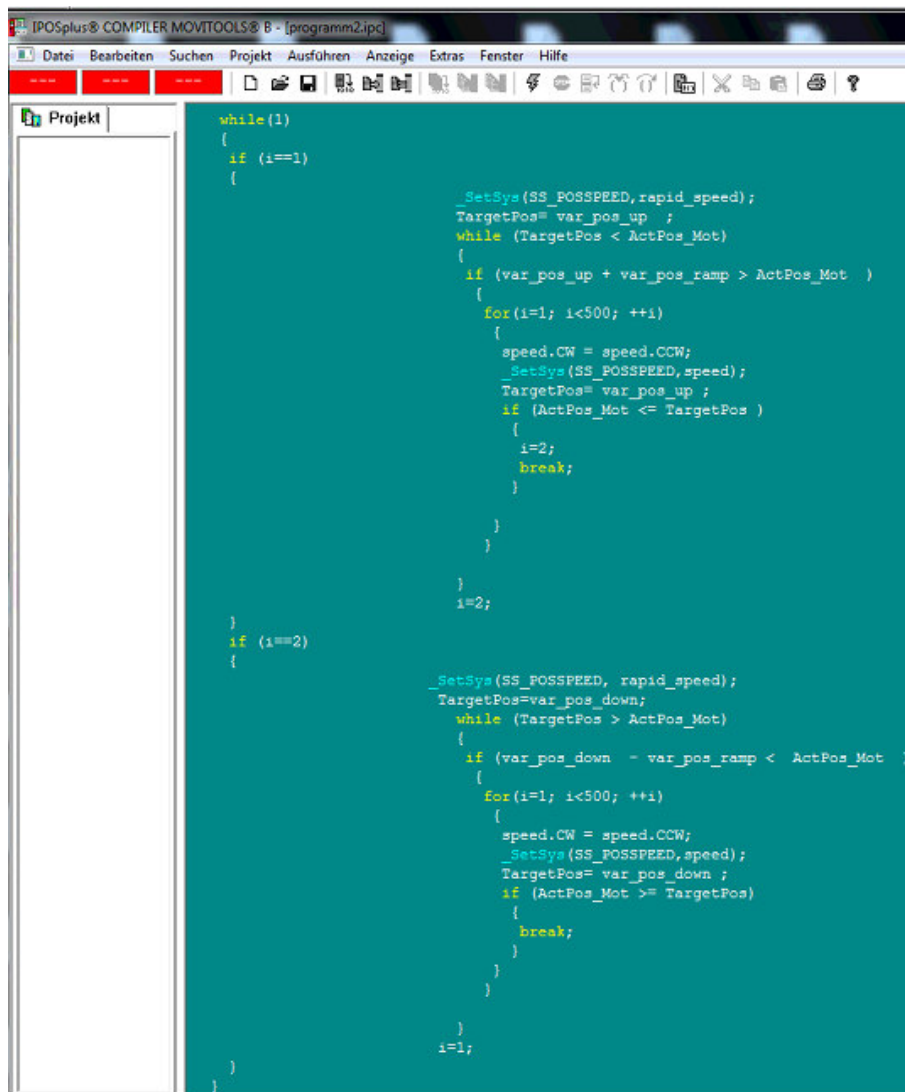 IPOSplus® COMPILER MOVITOOLS® B - [programm2.ipc]
Datei Bearbeiten Suchen Projekt Ausführen Anzeige Extras Fenster Hilfe
--- --- ---
Projekt
while(1)
{
if (i==1)
{
_SetSys(SS_POSSPEED,rapid_speed);
TargetPos= var_pos_up ;
while (TargetPos < ActPos_Mot)
{
if (var_pos_up + var_pos_ramp > ActPos_Mot )
{
for(i=1; i<500; ++i)
{
speed.CW = speed.CCW;
_SetSys(SS_POSSPEED,speed);
TargetPos= var_pos_up ;
if (ActPos_Mot <= TargetPos )
{
i=2;
break;
}
}
}
}
i=2;
}
if (i==2)
{
_SetSys(SS_POSSPEED, rapid_speed);
TargetPos=var_pos_down;
while (TargetPos > ActPos_Mot)
{
if (var_pos_down - var_pos_ramp < ActPos_Mot )
{
for(i=1; i<500; ++i)
{
speed.CW = speed.CCW;
_SetSys(SS_POSSPEED,speed);
TargetPos= var_pos_down ;
if (ActPos_Mot >= TargetPos)
{
break;
}
}
}
}
i=1;
}
}